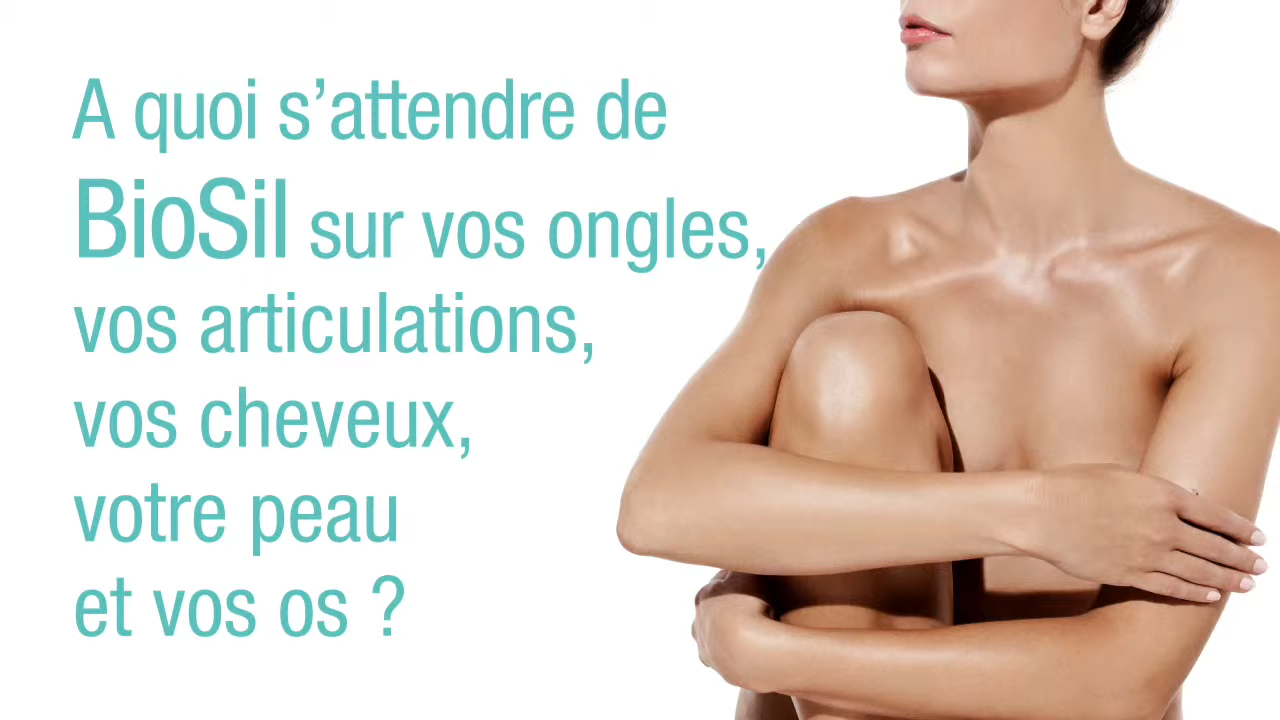 A quoi s’attendre de
BioSil sur vos ongles,
vos articulations,
vos cheveux,
votre peau
et vos os ?